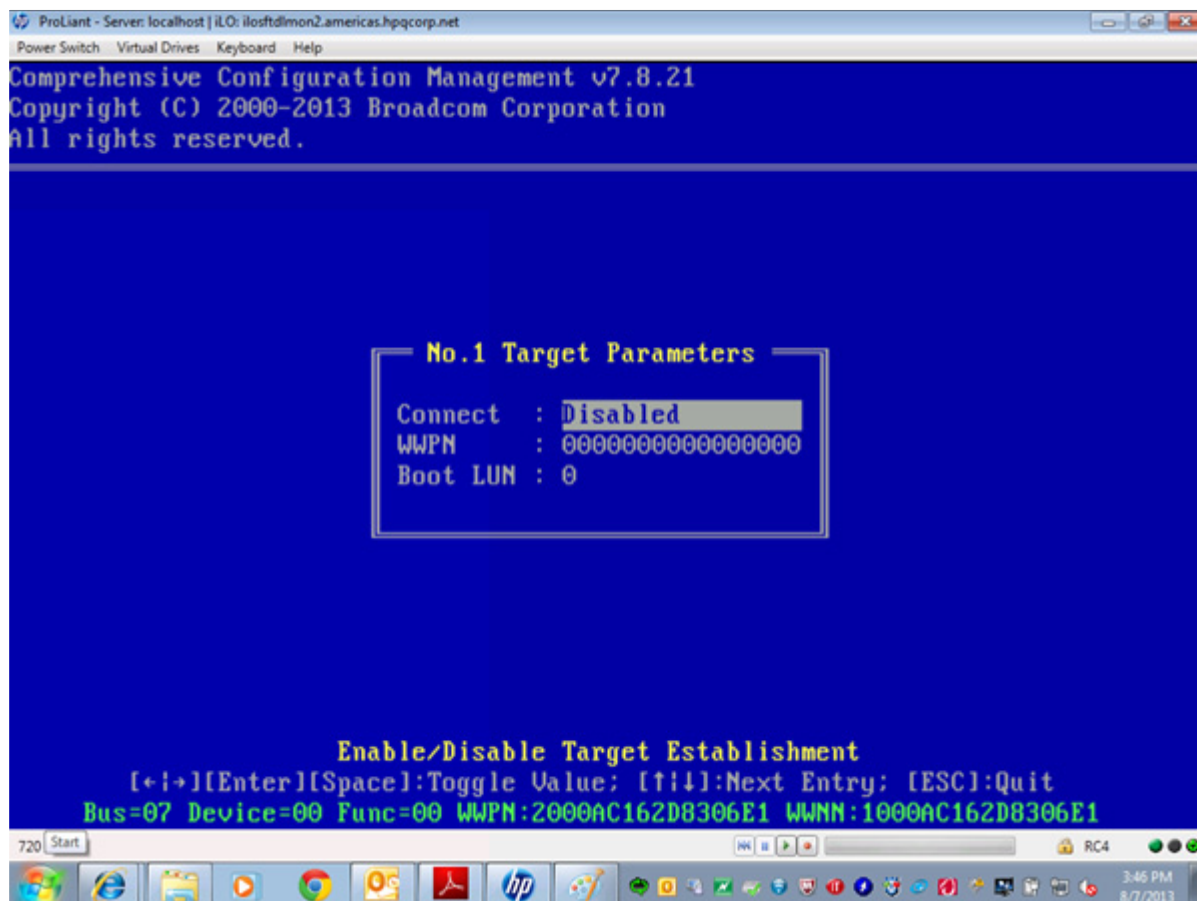 ProLiant - Server: localhost | iLO: ilosftdlmon2.americas.hpqcorp.net
Power Switch Virtual Drives Keyboard Help
Comprehensive Configuration Management v7.8.21
Copyright (C) 2000-2013 Broadcom Corporation
All rights reserved.
No.1 Target Parameters
Connect : Disabled
WWPN : 0000000000000000
Boot LUN : 0
Enable/Disable Target Establishment
[←¦→][Enter][Space]:Toggle Value; [↑¦↓]:Next Entry; [ESC]:Quit
Bus=07 Device=00 Func=00 WWPN:2000AC162D8306E1 WWNN:1000AC162D8306E1
720 Start
RC4
hp
3:46 PM
8/7/2013